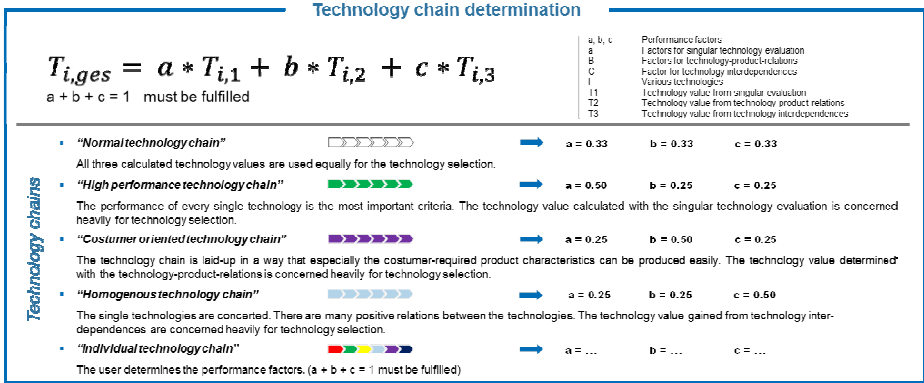 Technology chain determination
T i,ges = a * T i,1 + b * T i,2 + c * T i,3
a + b + c = 1 must be fulfilled
a, b, c Performance factors
a Factors for singular technology evaluation
B Factors for technology-product-relations
C Factor for technology interdependences
I Various technologies
T1 Technology value from singular evaluation
T2 Technology value from technology product relations
T3 Technology value from technology interdependences
Technology chains
▪ "Normal technology chain" a = 0.33 b = 0.33 c = 0.33
All three calculated technology values are used equally for the technology selection.
▪ "High performance technology chain" a = 0.50 b = 0.25 c = 0.25
The performance of every single technology is the most important criteria. The technology value calculated with the singular technology evaluation is concerned
heavily for technology selection.
▪ "Costumer oriented technology chain" a = 0.25 b = 0.50 c = 0.25
The technology chain is laid-up in a way that especially the costumer-required product characteristics can be produced easily. The technology value determined
with the technology-product-relations is concerned heavily for technology selection.
▪ "Homogenous technology chain" a = 0.25 b = 0.25 c = 0.50
The single technologies are concerted. There are many positive relations between the technologies. The technology value gained from technology inter-
dependences are concerned heavily for technology selection.
▪ "Individual technology chain" a = ... b = ... c = ...
The user determines the performance factors. (a + b + c = 1 must be fulfilled)